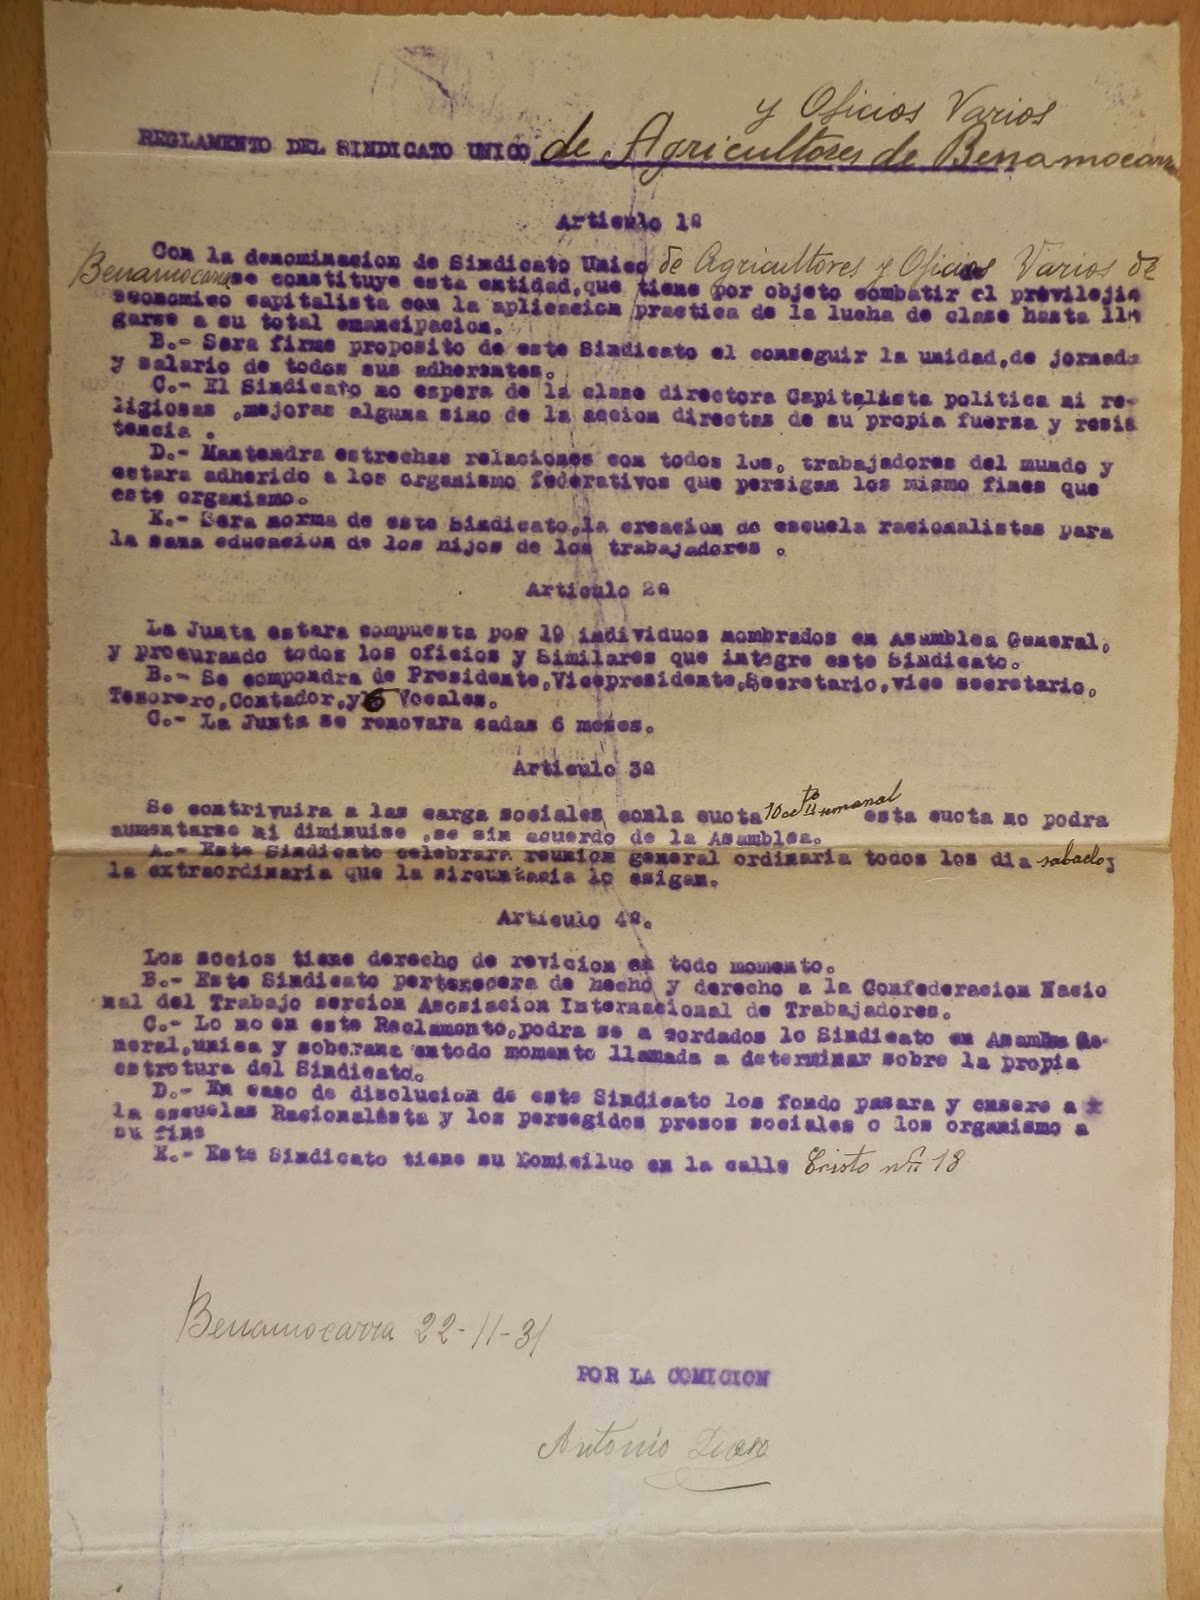 y Oficios Varios
REGLAMENTO DEL SINDICATO UNICO de Agricultores de Benamocarra
Articulo 1º
Con la denominacion de Sindicato Unico de Agricultores y Oficios Varios de
Benamocarra se constituye esta entidad,que tiene por objeto combatir el previlejio
economico capitalista con la aplicacion practica de la lucha de clase hasta lle
garse a su total emancipacion.
B.- Sera firme proposito de este Sindicato el conseguir la unidad,de jornada
y salario de todos sus adherentes.
C.- El Sindicato no espera de la clase directora Capitalista politica ni re-
ligiosas ,mejoras alguna sino de la accion directas de su propia fuerza y resis
tencia .
D.- Mantendra estrechas relaciones con todos los, trabajadores del mundo y
estara adherido a los organismo federativos que persigan los mismo fines que
este organismo.
E.- Sera norma de este Sindicato,la creacion de escuela racionalistas para
la sana educacion de los hijos de los trabajadores .
Articulo 2º
La Junta estara compuesta por 19 individuos nombrados en Asamblea General,
y procurando todos los oficios y Similares que integre este Sindicato.
B.- Se compondra de Presidente,Vicepresidente,Secretario,vice secretario,
Tesorero,Contador,y 6 Vocales.
C.- La Junta se renovara cadas 6 meses.
Articulo 3º
Se contrivuira a las carga sociales conla cuota 10 cts semanal esta cuota no podra
aumentarse ni diminuise ,se sin acuerdo de la Asamblea.
A.- Este Sindicato celebrara reunion general ordinaria todos los dia sabados
la extraordinaria que la sircuntacia lo esigan.
Articulo 4º.
Los socios tiene derecho de revicion en todo momento.
B.- Este Sindicato pertenecera de hecho y derecho a la Confederacion Nacio
nal del Trabajo sercion Asosiacion Internacional de Trabajadores.
C.- Lo no en este Reclamento,podra se a cordados lo Sindicato en Asamblea Ge-
neral,unica y soberana entodo momento llamada a determinar sobre la propia
estrotura del Sindicato.
D.- En caso de disolucion de este Sindicato los fondo pasara y ensere a
la escuelas Racionalista y los persegidos presos sociales o los organismo a
su fine
E.- Este Sindicato tiene su Domiciluo en la calle Cristo nº 18
Benamocarra 22-11-31
POR LA COMICION
Antonio